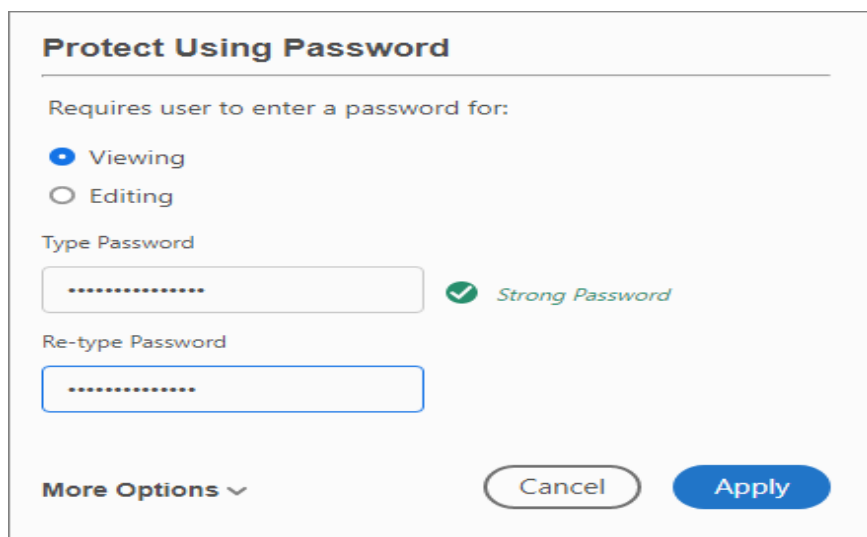 Protect Using Password
Requires user to enter a password for:
Viewing
Editing
Type Password
•••••••••••••••
Strong Password
Re-type Password
••••••••••••••
More Options
Cancel
Apply